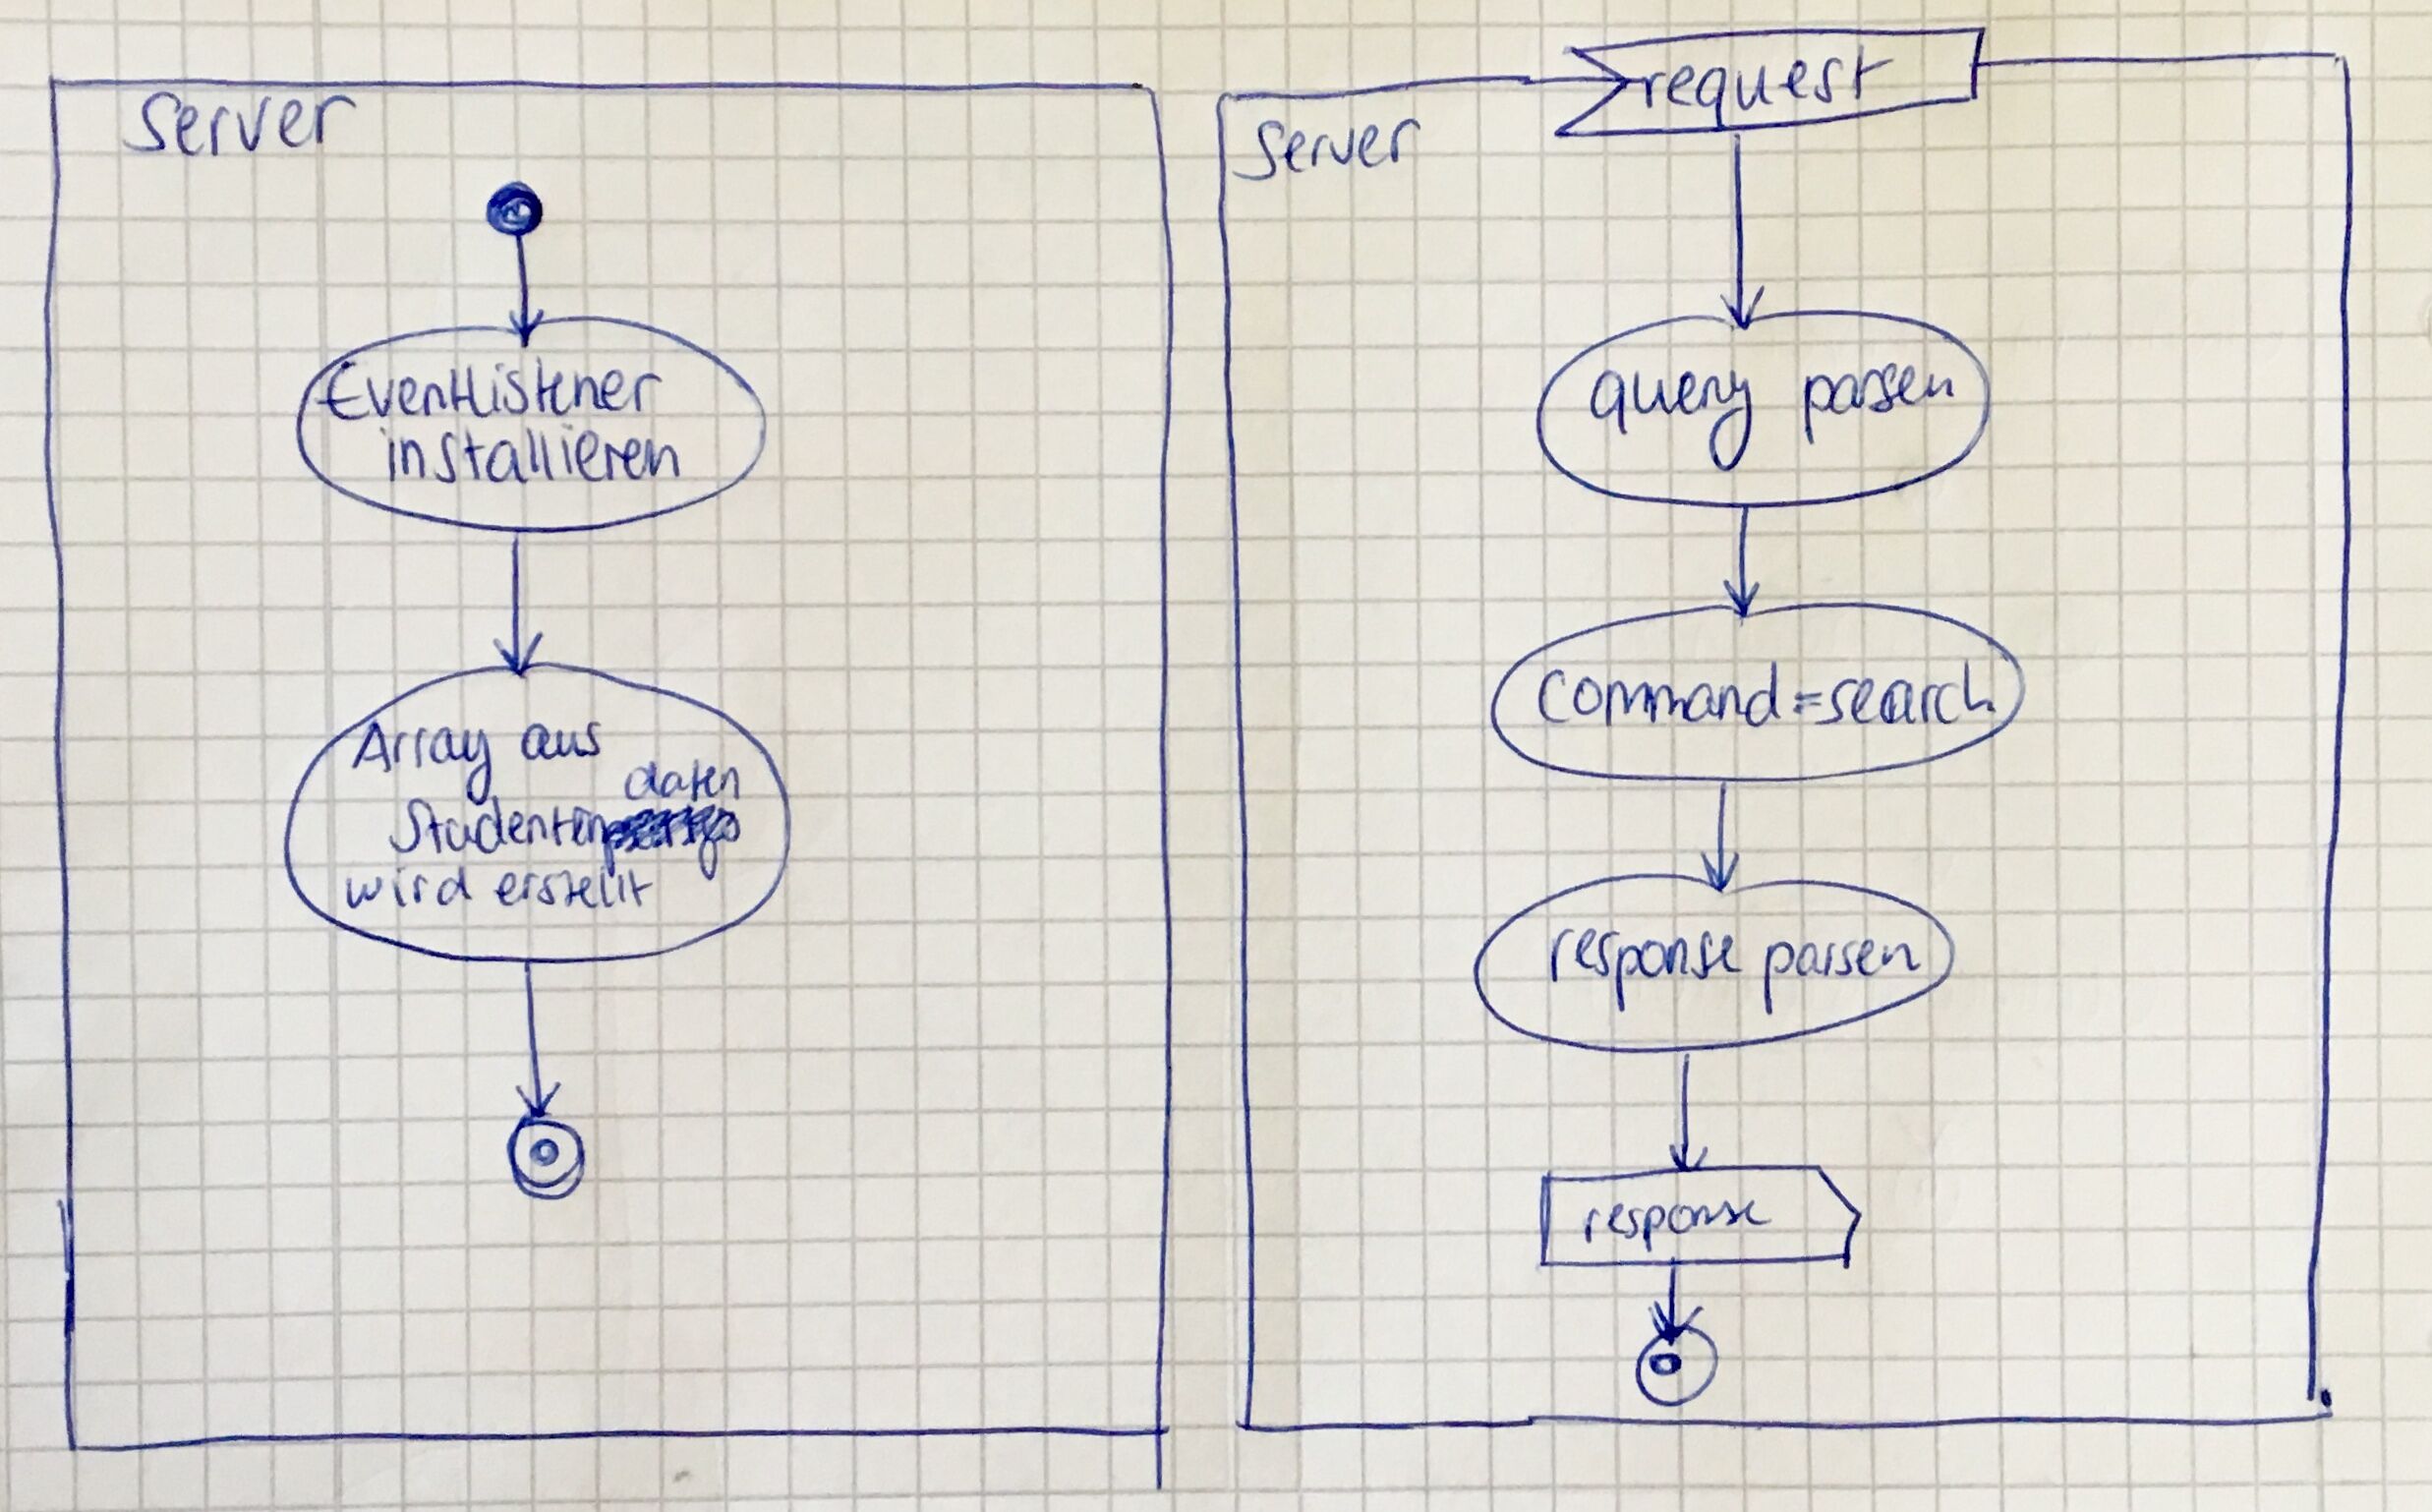 Server
Eventlistener
installieren
Array aus
daten
Studenten
wird erstellt
request
Server
query parsen
command=search
response parsen
response